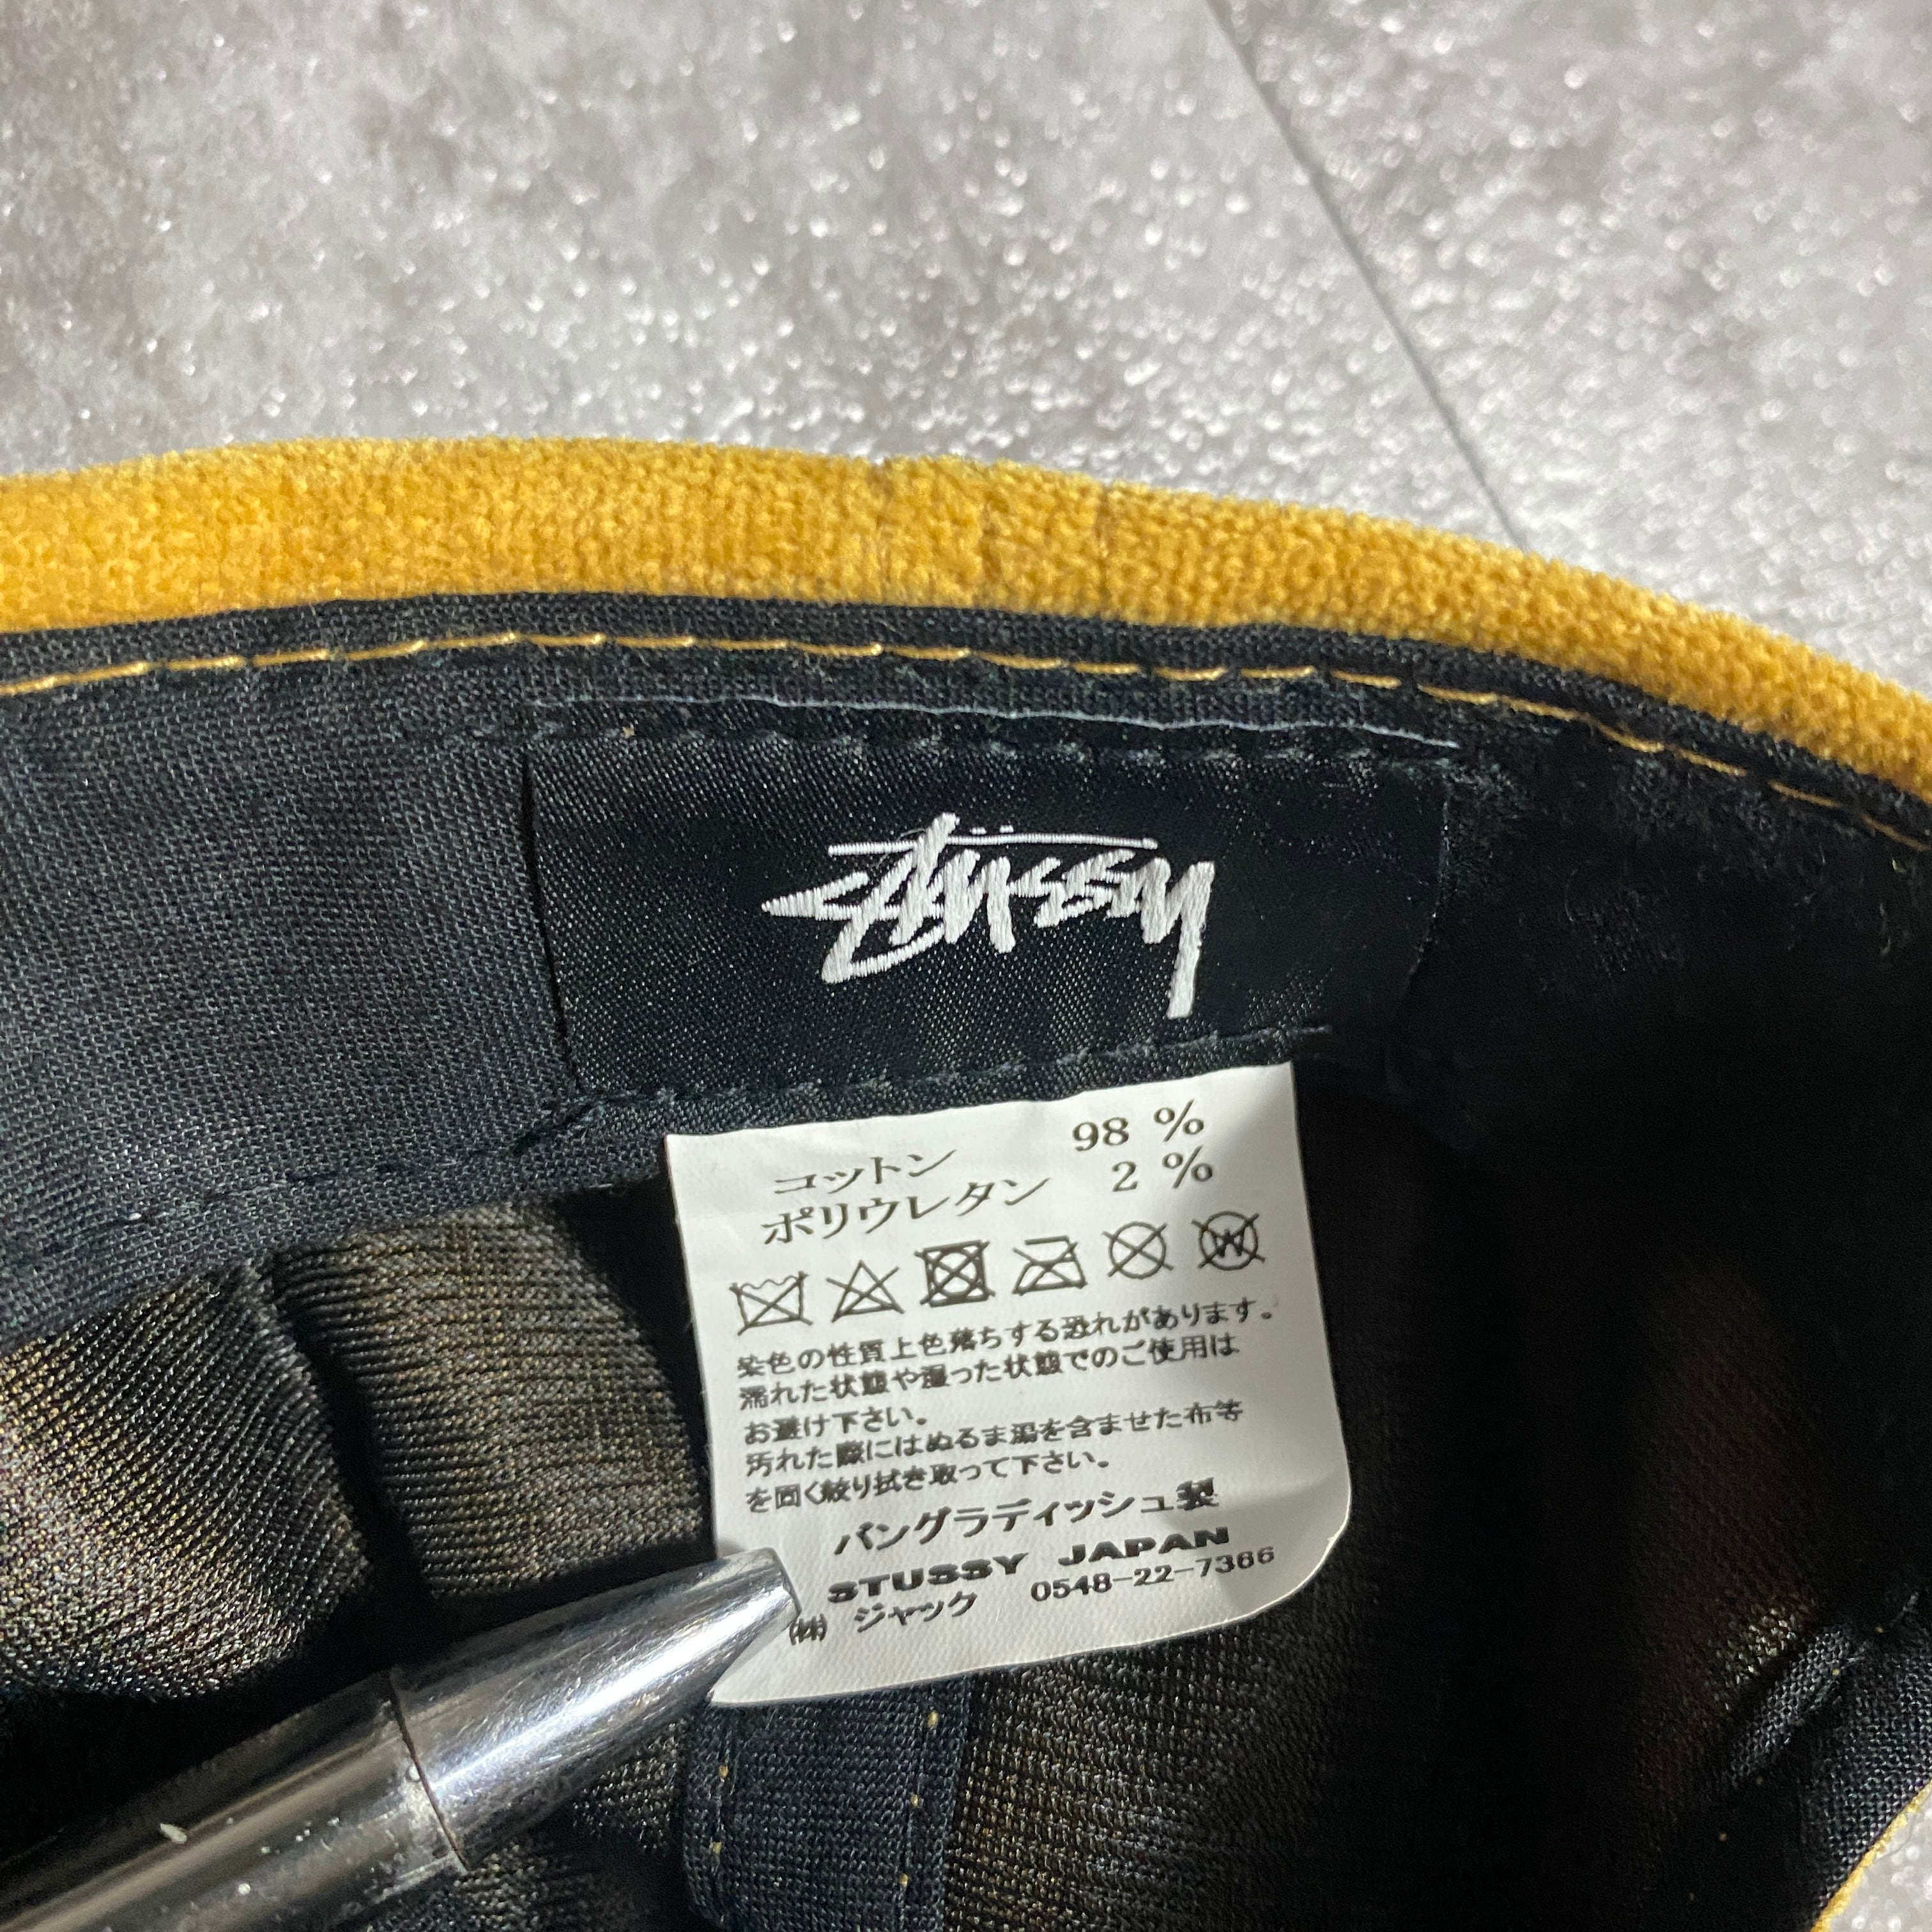 Stüssy
コットン 98 %
ポリウレタン 2 %
W
染色の性質上色落ちする恐れがあります。
濡れた状態や湿った状態でのご使用は
お避け下さい。
汚れた際にはぬるま湯を含ませた布等
を固く絞り拭き取って下さい。
バングラディッシュ製
STUSSY JAPAN
㈱ ジャック 0548-22-7366